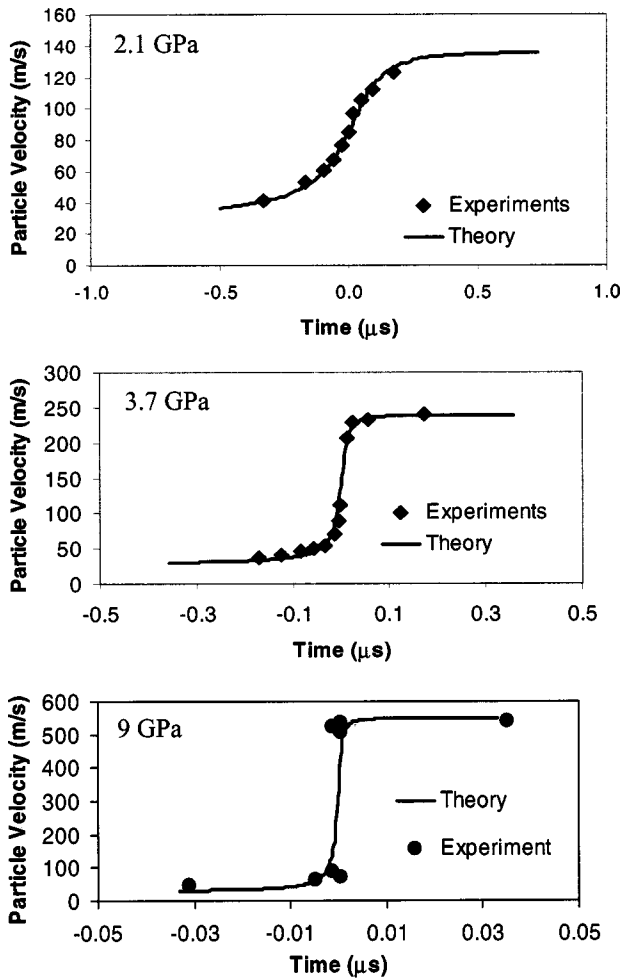 160
140
120
100
80
60
40
20
0
Particle Velocity (m/s)
2.1 GPa
Experiments
Theory
-1.0 -0.5 0.0 0.5 1.0
Time (μs)
300
250
200
150
100
50
0
Particle Velocity (m/s)
3.7 GPa
Experiments
Theory
-0.5 -0.3 -0.1 0.1 0.3 0.5
Time (μs)
600
500
400
300
200
100
0
Particle Velocity (m/s)
9 GPa
Theory
Experiment
-0.05 -0.03 -0.01 0.01 0.03 0.05
Time (μs)